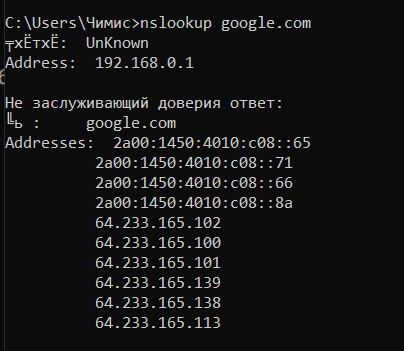 C:\Users\Чимис>nslookup google.com
╤хЁтхЁ:  UnKnown
Address:  192.168.0.1
Не заслуживающий доверия ответ:
╚ь :     google.com
Addresses:  2a00:1450:4010:c08::65
2a00:1450:4010:c08::71
2a00:1450:4010:c08::66
2a00:1450:4010:c08::8a
64.233.165.102
64.233.165.100
64.233.165.101
64.233.165.139
64.233.165.138
64.233.165.113